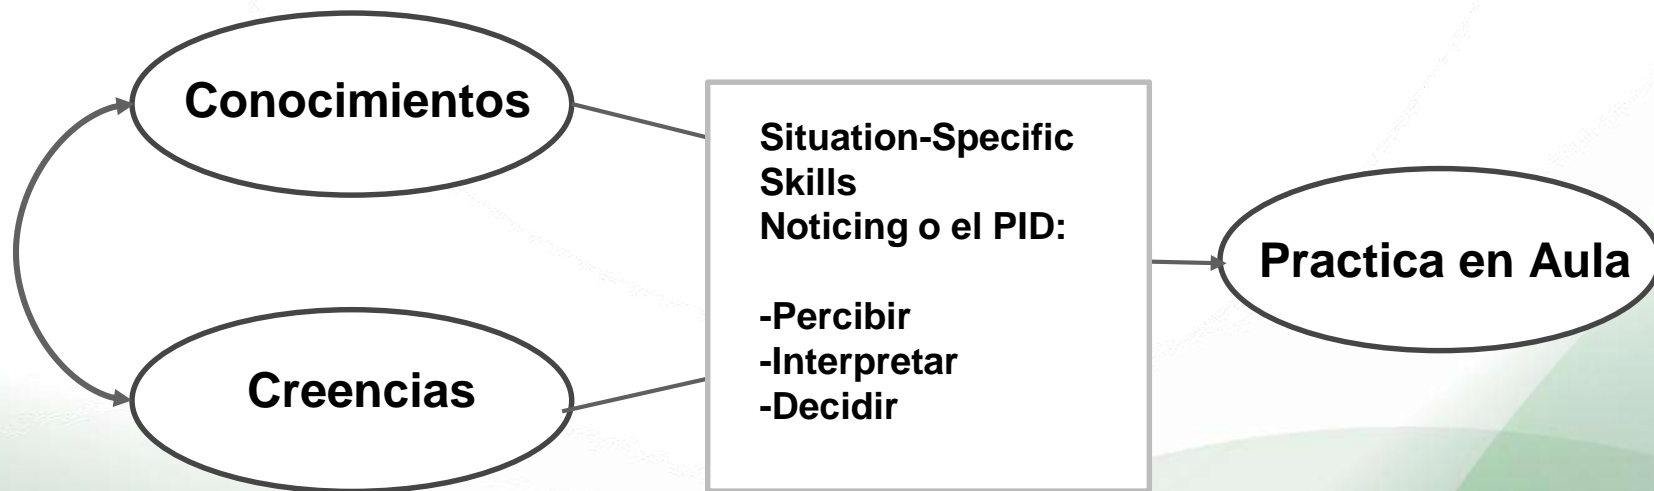 Conocimientos
Creencias
Situation-Specific
Skills
Noticing o el PID:
-Percibir
-Interpretar
-Decidir
Practica en Aula